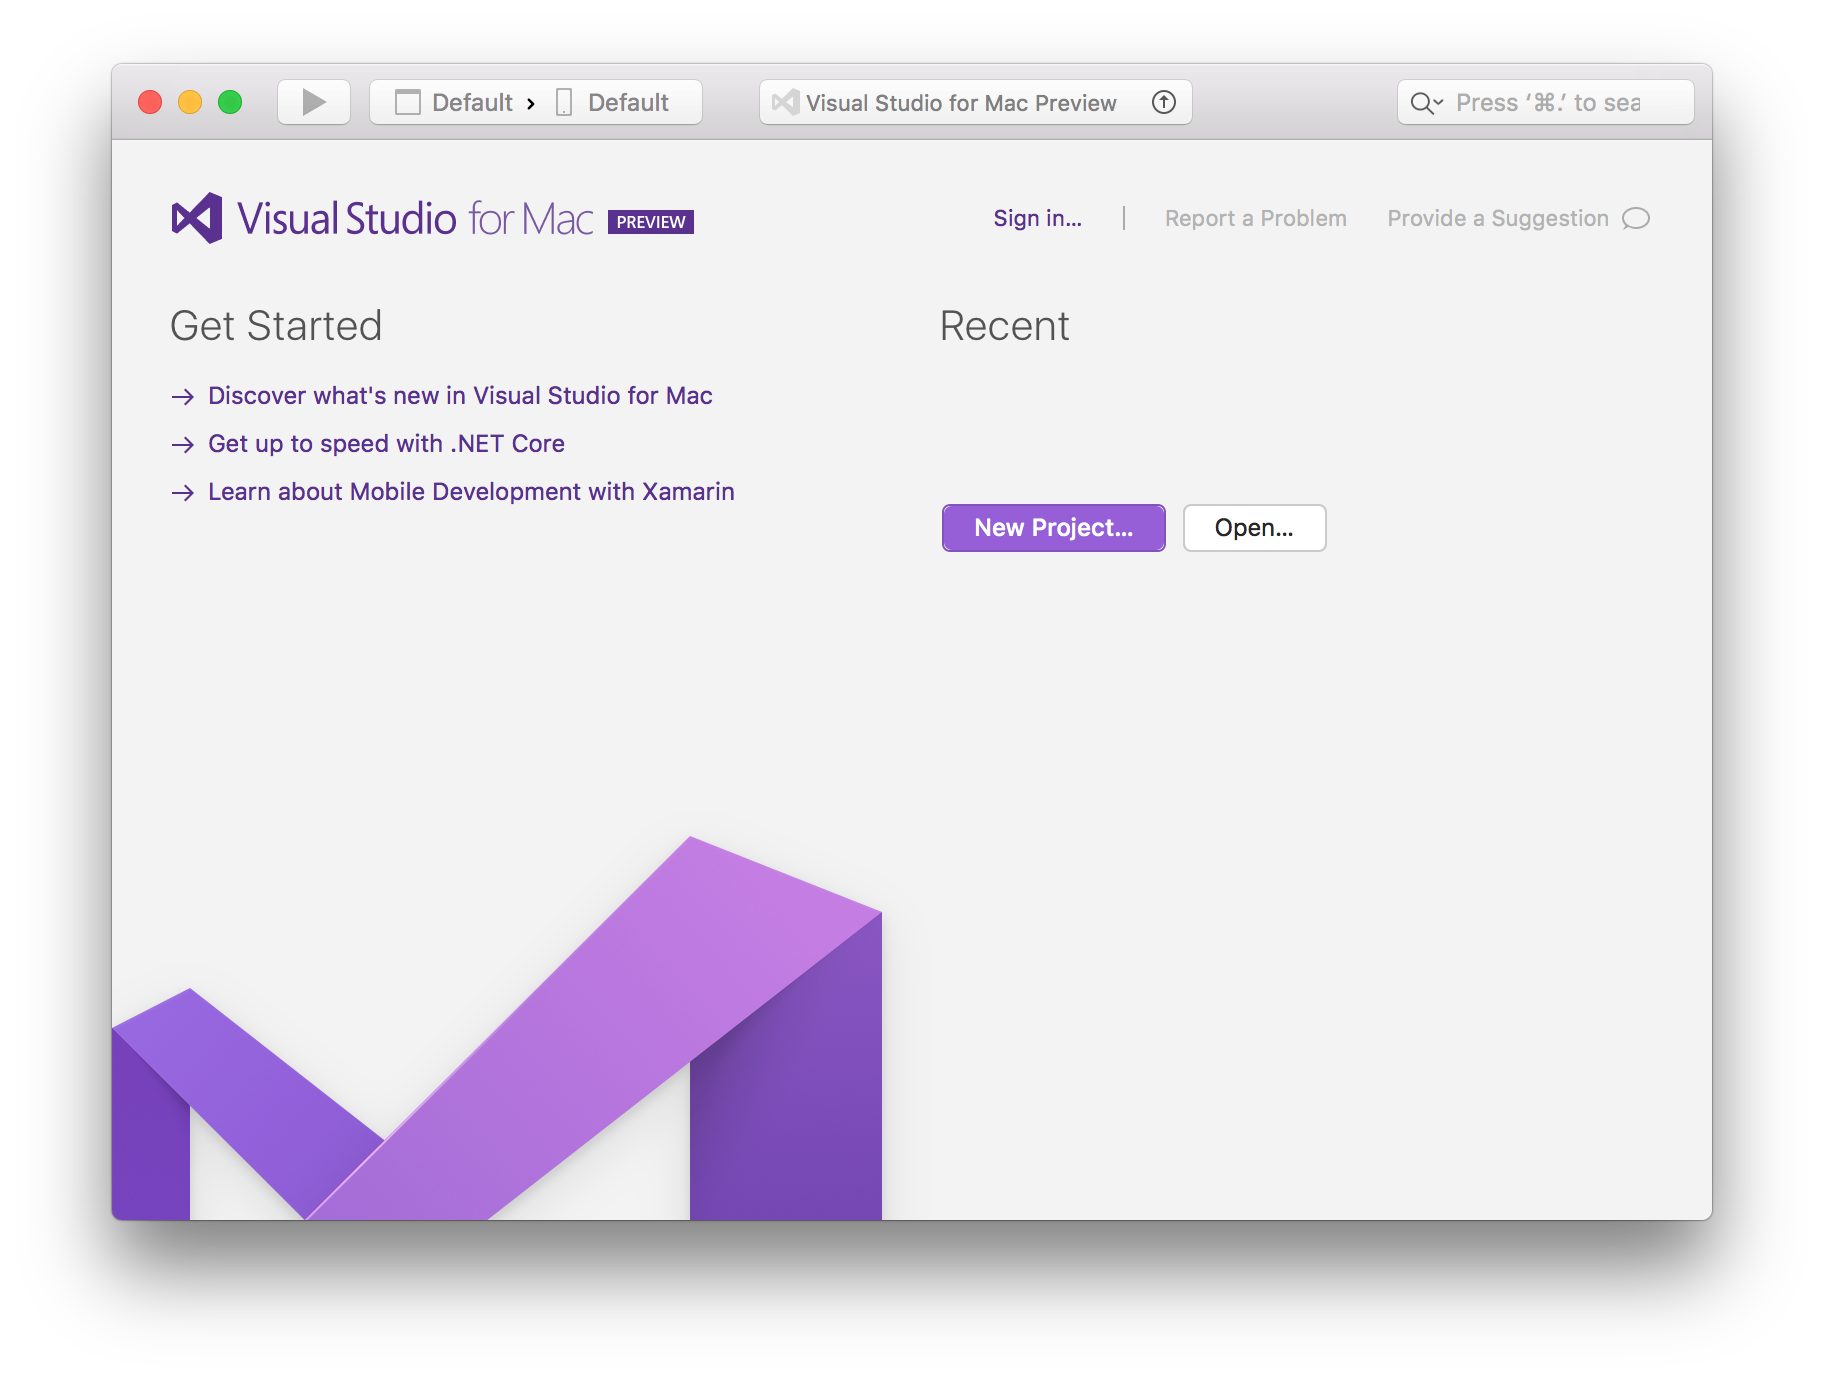 Default › Default
Visual Studio for Mac Preview
Press ‘⌘.’ to sea
Visual Studio for Mac PREVIEW
Sign in... | Report a Problem Provide a Suggestion
Get Started
Discover what's new in Visual Studio for Mac
Get up to speed with .NET Core
Learn about Mobile Development with Xamarin
Recent
New Project... Open...